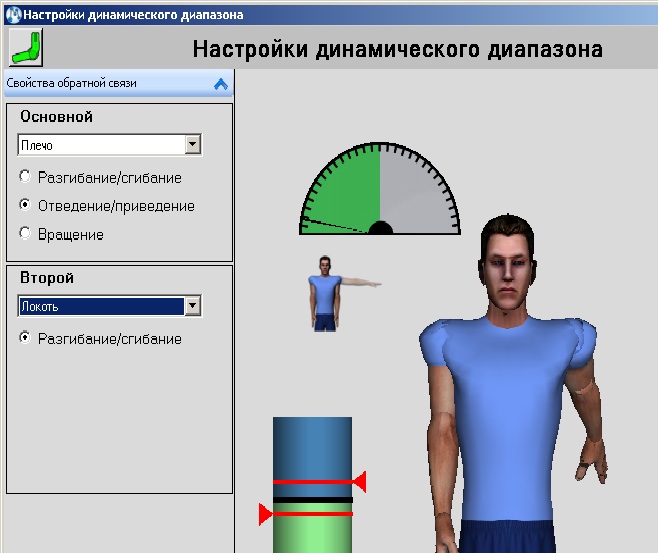 Настройки динамического диапазона
Настройки динамического диапазона
Свойства обратной связи
Основной
Плечо
Разгибание/сгибание
Отведение/приведение
Вращение
Второй
Локоть
Разгибание/сгибание